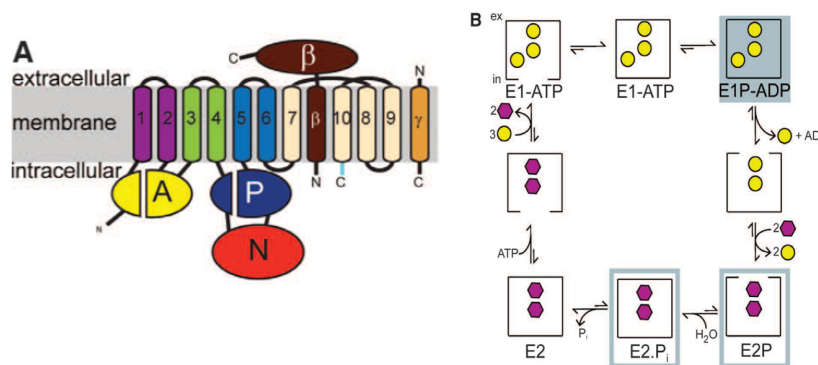 A
C
β
extracellular
N
membrane
1
2
3
4
5
6
7
β
10
8
9
γ
intracellular
A
P
N
C
C
N
N
B
ex
in
E1-ATP
E1-ATP
E1P-ADP
2
3
+ AD
2
2
ATP
Pi
H2O
E2
E2.Pi
E2P